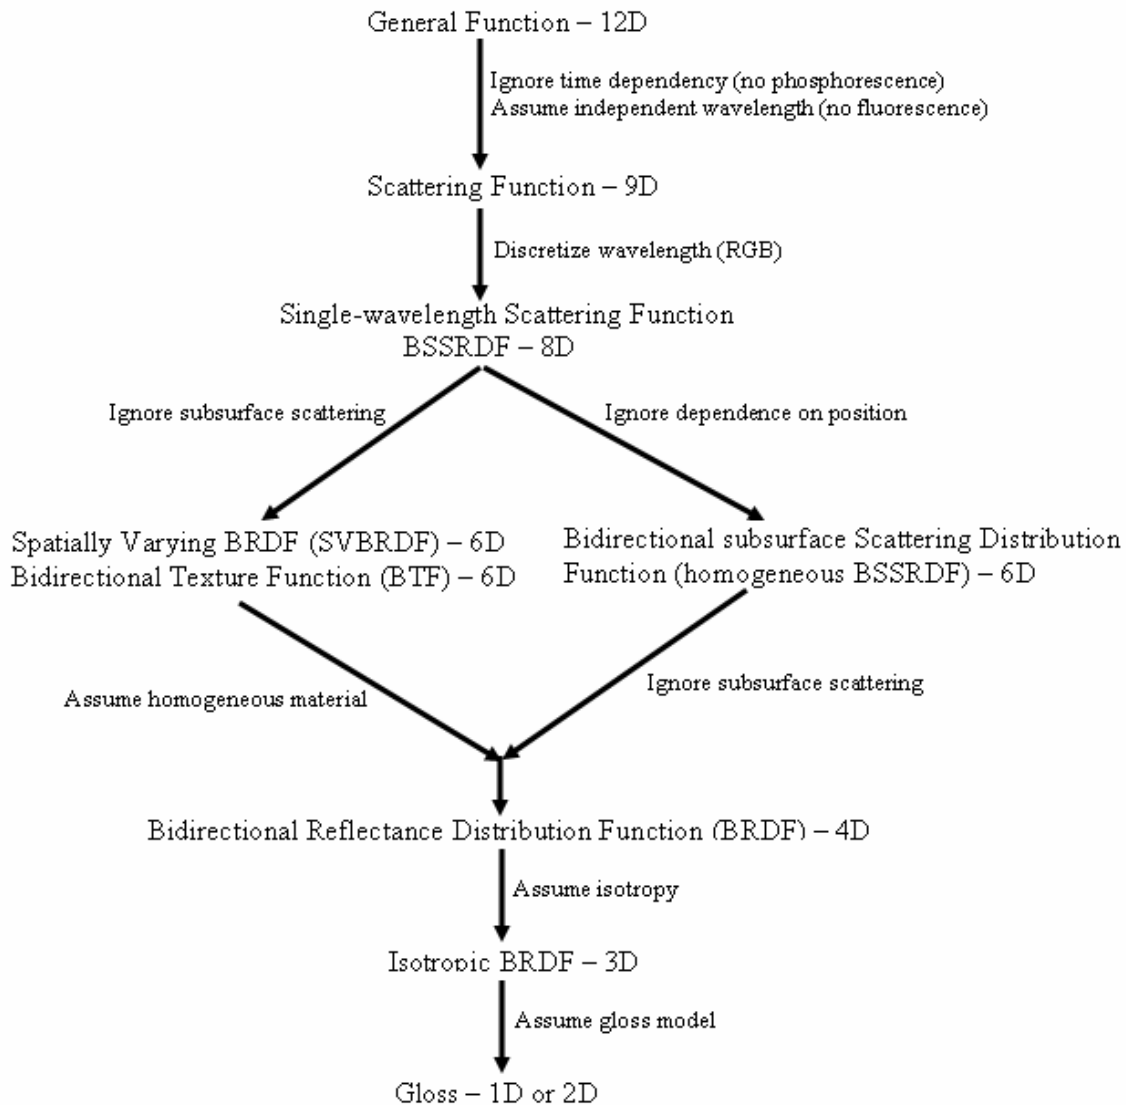 General Function – 12D
Ignore time dependency (no phosphorescence)
Assume independent wavelength (no fluorescence)
Scattering Function – 9D
Discretize wavelength (RGB)
Single-wavelength Scattering Function
BSSRDF – 8D
Ignore subsurface scattering
Ignore dependence on position
Spatially Varying BRDF (SVBRDF) – 6D
Bidirectional Texture Function (BTF) – 6D
Bidirectional subsurface Scattering Distribution
Function (homogeneous BSSRDF) – 6D
Assume homogeneous material
Ignore subsurface scattering
Bidirectional Reflectance Distribution Function (BRDF) – 4D
Assume isotropy
Isotropic BRDF – 3D
Assume gloss model
Gloss – 1D or 2D